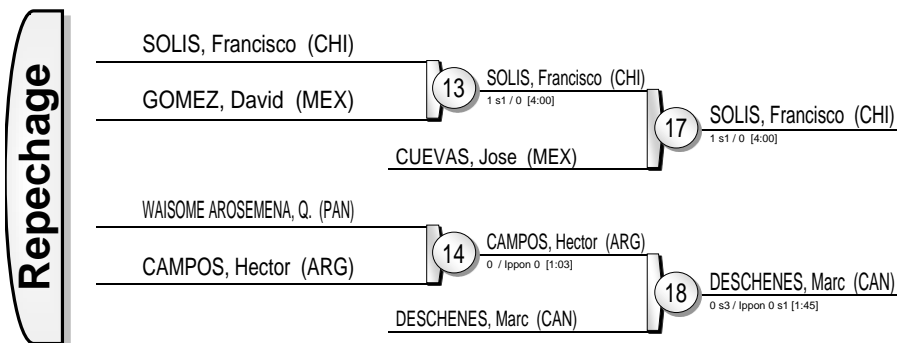 Repechage
SOLIS, Francisco (CHI)
GOMEZ, David (MEX)
13
SOLIS, Francisco (CHI)
1 s1 / 0 [4:00]
CUEVAS, Jose (MEX)
17
SOLIS, Francisco (CHI)
1 s1 / 0 [4:00]
WAISOME AROSEMENA, Q. (PAN)
CAMPOS, Hector (ARG)
14
CAMPOS, Hector (ARG)
0 / Ippon 0 [1:03]
DESCHENES, Marc (CAN)
18
DESCHENES, Marc (CAN)
0 s3 / Ippon 0 s1 [1:45]